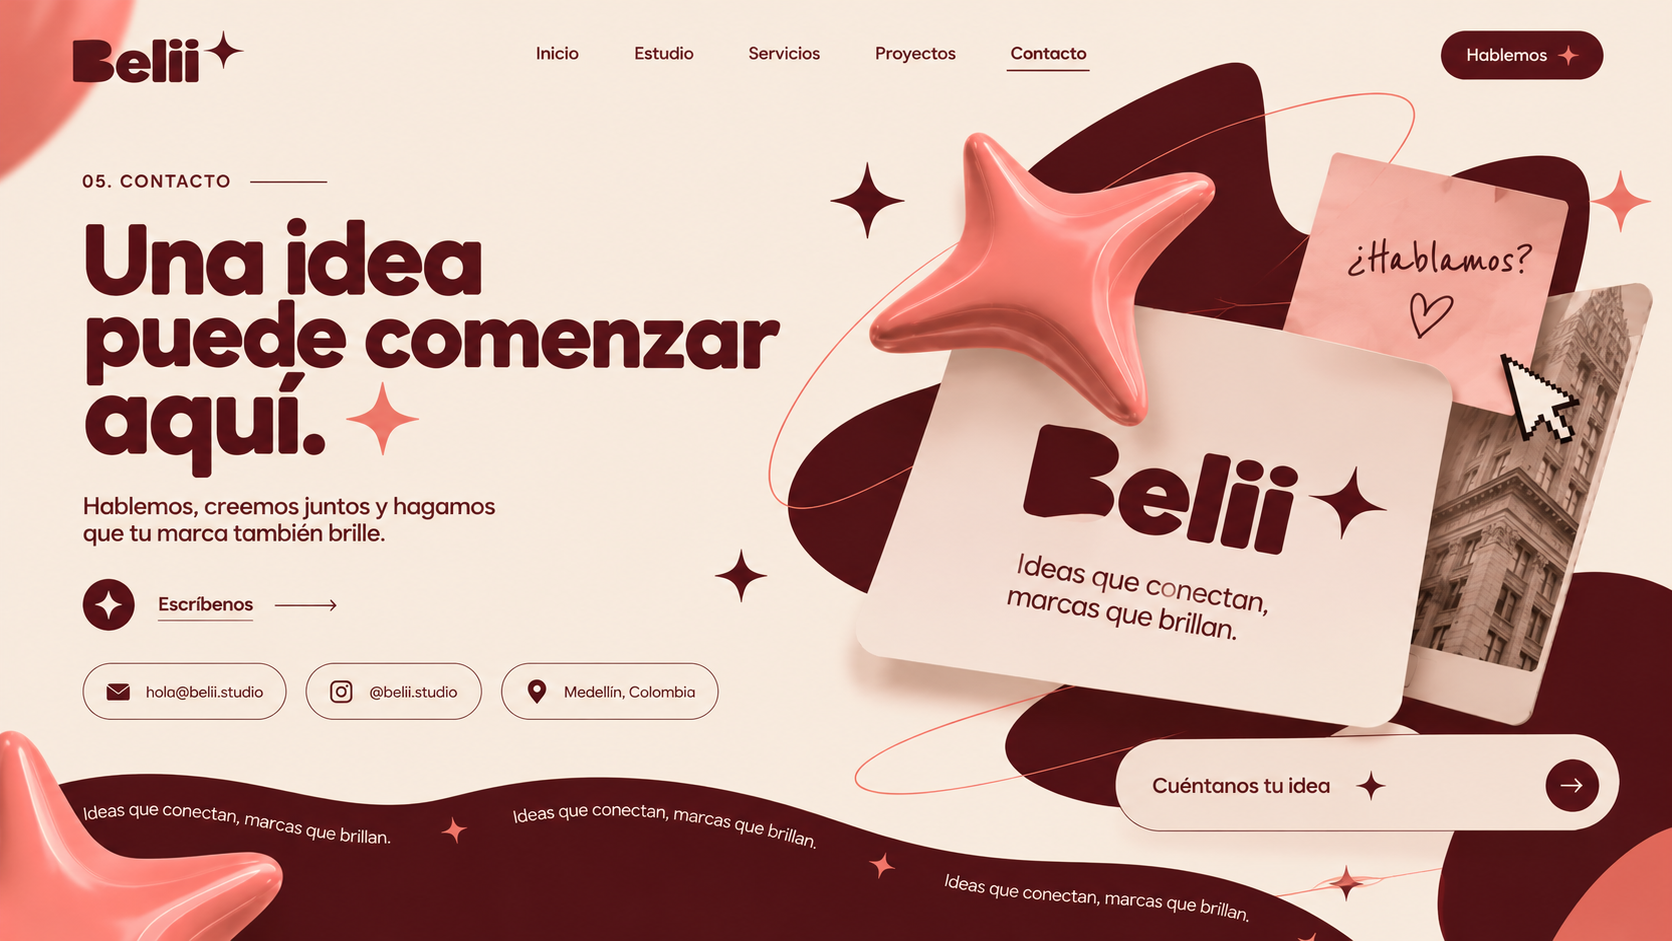 Belii
Inicio
Estudio
Servicios
Proyectos
Contacto
Hablemos
05. CONTACTO
Una idea
puede comenzar
aquí.
Hablemos, creemos juntos y hagamos
que tu marca también brille.
Escríbenos
hola@belii.studio
@belii.studio
Medellín, Colombia
¿Hablamos?
Belii
Ideas que conectan,
marcas que brillan.
Cuéntanos tu idea
Ideas que conectan, marcas que brillan.
Ideas que conectan, marcas que brillan.
Ideas que conectan, marcas que brillan.